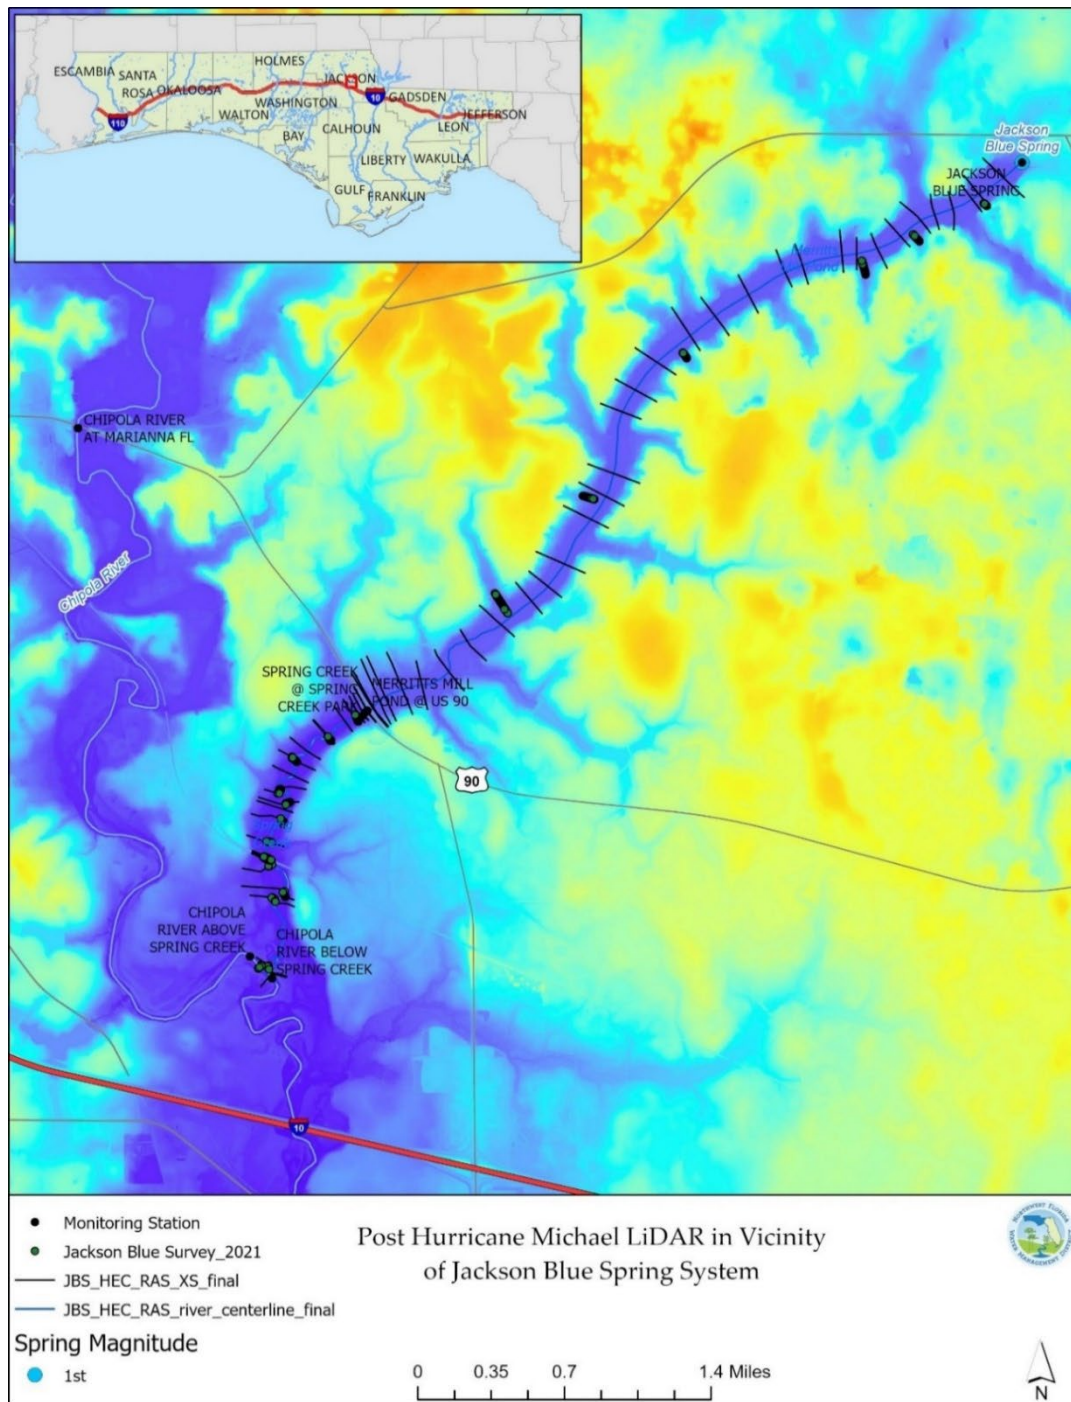 ESCAMBIA
SANTA
ROSA
OKALOOSA
HOLMES
WALTON
WASHINGTON
BAY
JACKSON
CALHOUN
GADSDEN
JEFFERSON
LEON
LIBERTY
WAKULLA
GULF
FRANKLIN
110
10
Jackson
Blue Spring
JACKSON
BLUE SPRING
Merritts
CHIPOLA RIVER
AT MARIANNA FL
Chipola River
SPRING CREEK
@ SPRING
CREEK PARK
MERRITTS MILL
POND @ US 90
90
CHIPOLA
RIVER ABOVE
SPRING CREEK
CHIPOLA
RIVER BELOW
SPRING CREEK
10
Monitoring Station
Jackson Blue Survey_2021
JBS_HEC_RAS_XS_final
JBS_HEC_RAS_river_centerline_final
Spring Magnitude
1st
Post Hurricane Michael LiDAR in Vicinity
of Jackson Blue Spring System
0 0.35 0.7 1.4 Miles
N